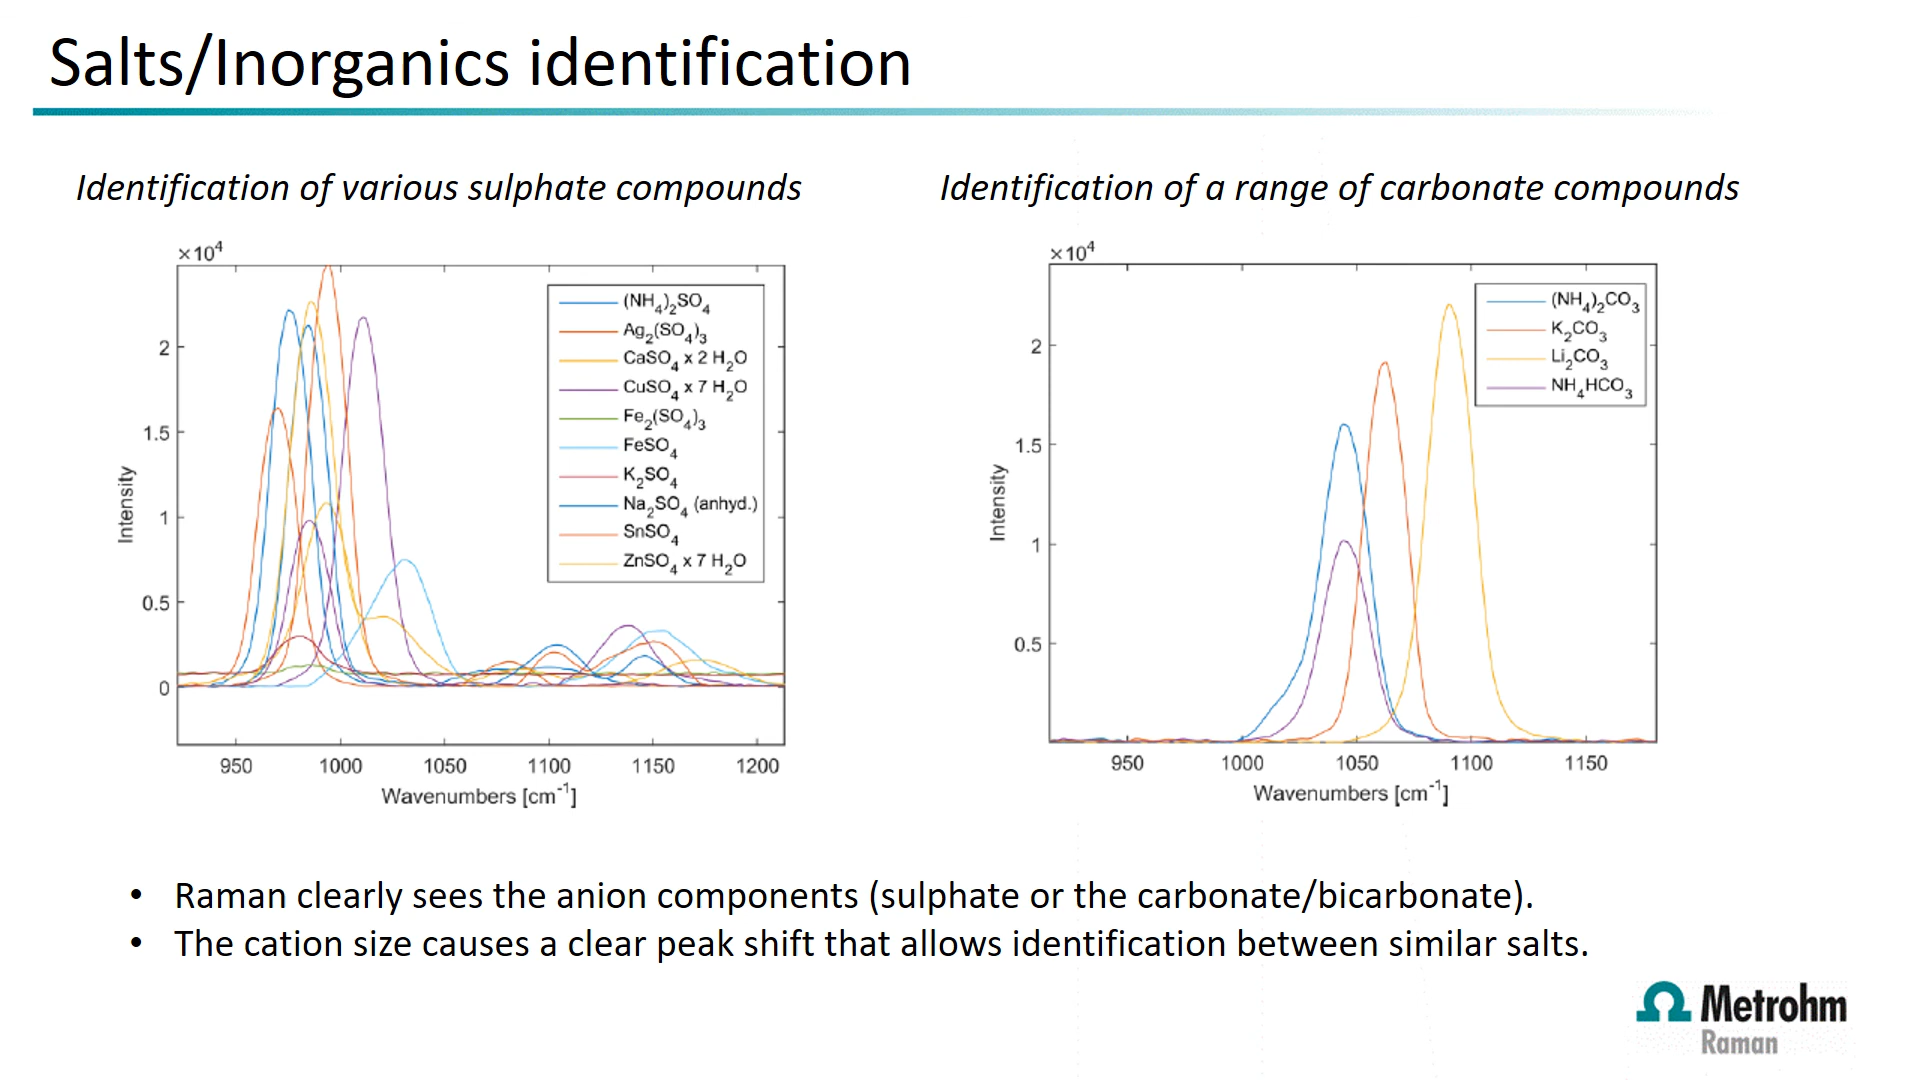 Salts/Inorganics identification
Identification of various sulphate compounds
×10⁴
2
1.5
1
0.5
0
Intensity
950 1000 1050 1100 1150 1200
Wavenumbers [cm⁻¹]
(NH₄)₂SO₄
Ag₂(SO₄)₃
CaSO₄ x 2 H₂O
CuSO₄ x 7 H₂O
Fe₂(SO₄)₃
FeSO₄
K₂SO₄
Na₂SO₄ (anhyd.)
SnSO₄
ZnSO₄ x 7 H₂O
Identification of a range of carbonate compounds
×10⁴
2
1.5
1
0.5
Intensity
950 1000 1050 1100 1150
Wavenumbers [cm⁻¹]
(NH₄)₂CO₃
K₂CO₃
Li₂CO₃
NH₄HCO₃
• Raman clearly sees the anion components (sulphate or the carbonate/bicarbonate).
• The cation size causes a clear peak shift that allows identification between similar salts.
Metrohm
Raman